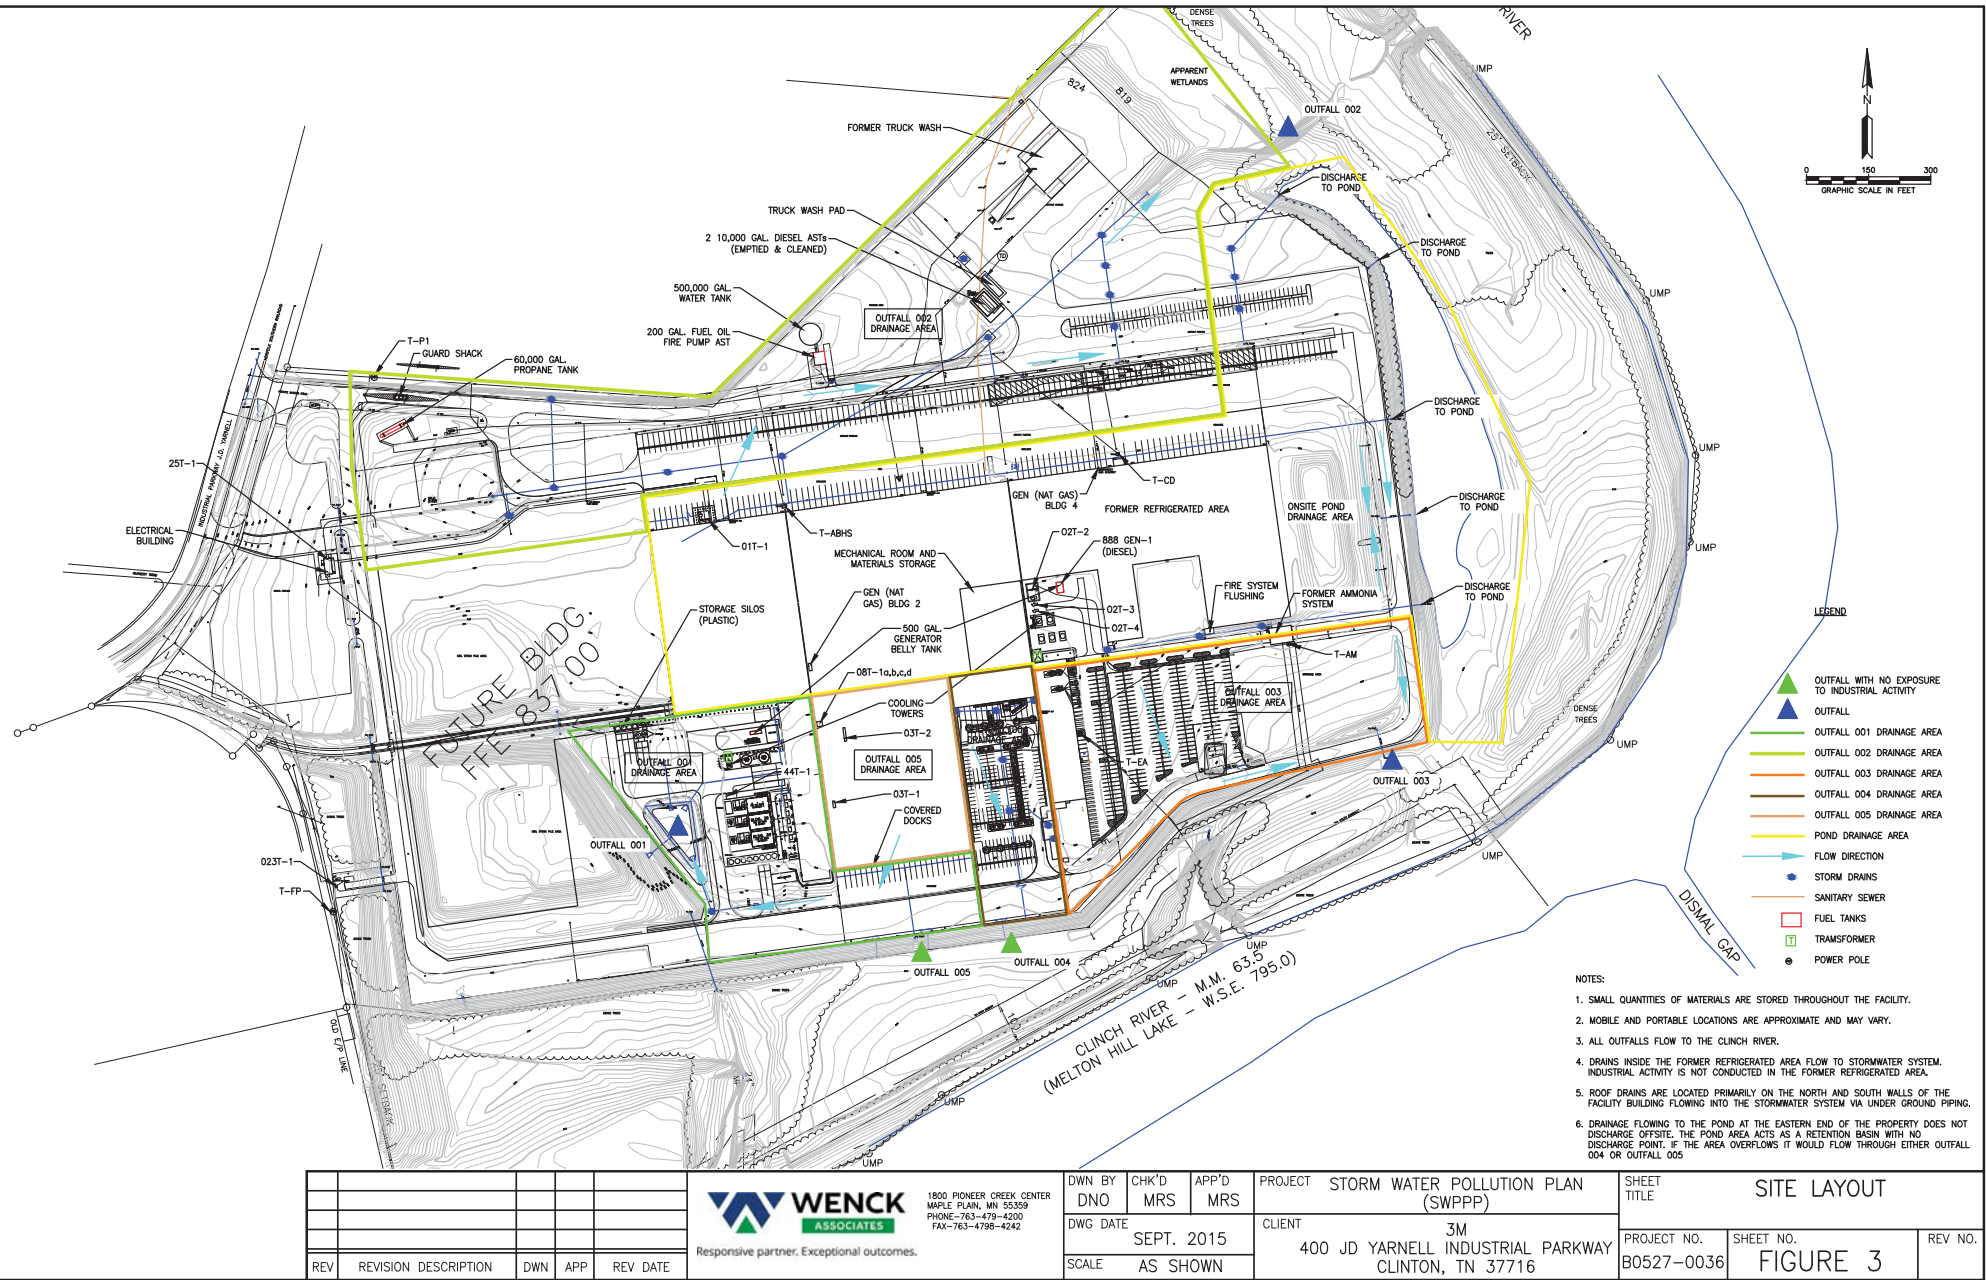 RIVER
DENSE
TREES
UMP
APPARENT
WETLANDS
824
819
OUTFALL 002
FORMER TRUCK WASH
25' SETBACK
N
0 150 300
GRAPHIC SCALE IN FEET
DISCHARGE
TO POND
TRUCK WASH PAD
2 10,000 GAL. DIESEL ASTs
(EMPTIED & CLEANED)
DISCHARGE
TO POND
500,000 GAL.
WATER TANK
UMP
OUTFALL 002
DRAINAGE AREA
200 GAL. FUEL OIL
FIRE PUMP AST
T-P1
GUARD SHACK
60,000 GAL.
PROPANE TANK
DISCHARGE
TO POND
INDUSTRIAL PARKWAY J.D. YARNELL
UMP
25T-1
T-CD
GEN (NAT GAS)
BLDG 4
FORMER REFRIGERATED AREA
ONSITE POND
DRAINAGE AREA
DISCHARGE
TO POND
ELECTRICAL
BUILDING
01T-1
T-ABHS
02T-2
888 GEN-1
(DIESEL)
UMP
MECHANICAL ROOM AND
MATERIALS STORAGE
GEN (NAT
GAS) BLDG 2
FIRE SYSTEM
FLUSHING
FORMER AMMONIA
SYSTEM
DISCHARGE
TO POND
STORAGE SILOS
(PLASTIC)
02T-3
02T-4
500 GAL.
GENERATOR
BELLY TANK
T-AM
FUTURE BLDG.
FFE 837.00'
08T-1a,b,c,d
COOLING
TOWERS
OUTFALL 003
DRAINAGE AREA
DENSE
TREES
03T-2
UMP
OUTFALL 001
DRAINAGE AREA
OUTFALL 005
DRAINAGE AREA
T-EA
44T-1
OUTFALL 003
03T-1
COVERED
DOCKS
OUTFALL 001
UMP
023T-1
T-FP
DISMAL GAP
OUTFALL 005
OUTFALL 004
UMP
UMP
CLINCH RIVER - M.M. 63.5
(MELTON HILL LAKE - W.S.E. 795.0)
OLD E/P LINE
SETBACK
24"
UMP
UMP
LEGEND
OUTFALL WITH NO EXPOSURE
TO INDUSTRIAL ACTIVITY
OUTFALL
OUTFALL 001 DRAINAGE AREA
OUTFALL 002 DRAINAGE AREA
OUTFALL 003 DRAINAGE AREA
OUTFALL 004 DRAINAGE AREA
OUTFALL 005 DRAINAGE AREA
POND DRAINAGE AREA
FLOW DIRECTION
STORM DRAINS
SANITARY SEWER
FUEL TANKS
T TRAMSFORMER
POWER POLE
NOTES:
1. SMALL QUANTITIES OF MATERIALS ARE STORED THROUGHOUT THE FACILITY.
2. MOBILE AND PORTABLE LOCATIONS ARE APPROXIMATE AND MAY VARY.
3. ALL OUTFALLS FLOW TO THE CLINCH RIVER.
4. DRAINS INSIDE THE FORMER REFRIGERATED AREA FLOW TO STORMWATER SYSTEM.
INDUSTRIAL ACTIVITY IS NOT CONDUCTED IN THE FORMER REFRIGERATED AREA.
5. ROOF DRAINS ARE LOCATED PRIMARILY ON THE NORTH AND SOUTH WALLS OF THE
FACILITY BUILDING FLOWING INTO THE STORMWATER SYSTEM VIA UNDER GROUND PIPING.
6. DRAINAGE FLOWING TO THE POND AT THE EASTERN END OF THE PROPERTY DOES NOT
DISCHARGE OFFSITE. THE POND AREA ACTS AS A RETENTION BASIN WITH NO
DISCHARGE POINT. IF THE AREA OVERFLOWS IT WOULD FLOW THROUGH EITHER OUTFALL
004 OR OUTFALL 005
REV REVISION DESCRIPTION DWN APP REV DATE
WENCK
ASSOCIATES
Responsive partner. Exceptional outcomes.
1800 PIONEER CREEK CENTER
MAPLE PLAIN, MN 55359
PHONE-763-479-4200
FAX-763-4798-4242
DWN BY DNO
CHK'D MRS
APP'D MRS
DWG DATE SEPT. 2015
SCALE AS SHOWN
PROJECT STORM WATER POLLUTION PLAN
(SWPPP)
CLIENT 3M
400 JD YARNELL INDUSTRIAL PARKWAY
CLINTON, TN 37716
SHEET TITLE SITE LAYOUT
PROJECT NO. B0527-0036
SHEET NO. FIGURE 3
REV NO.